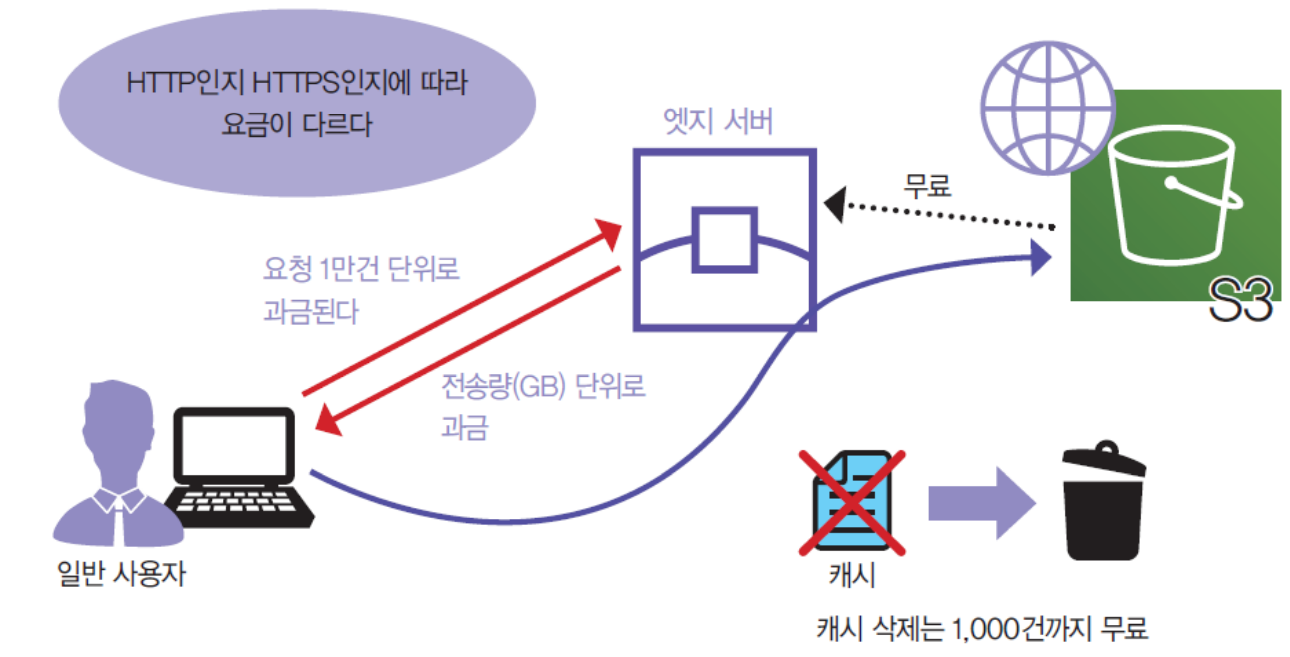 HTTP인지 HTTPS인지에 따라
요금이 다르다
엣지 서버
무료
S3
요청 1만건 단위로
과금된다
전송량(GB) 단위로
과금
일반 사용자
캐시
캐시 삭제는 1,000건까지 무료